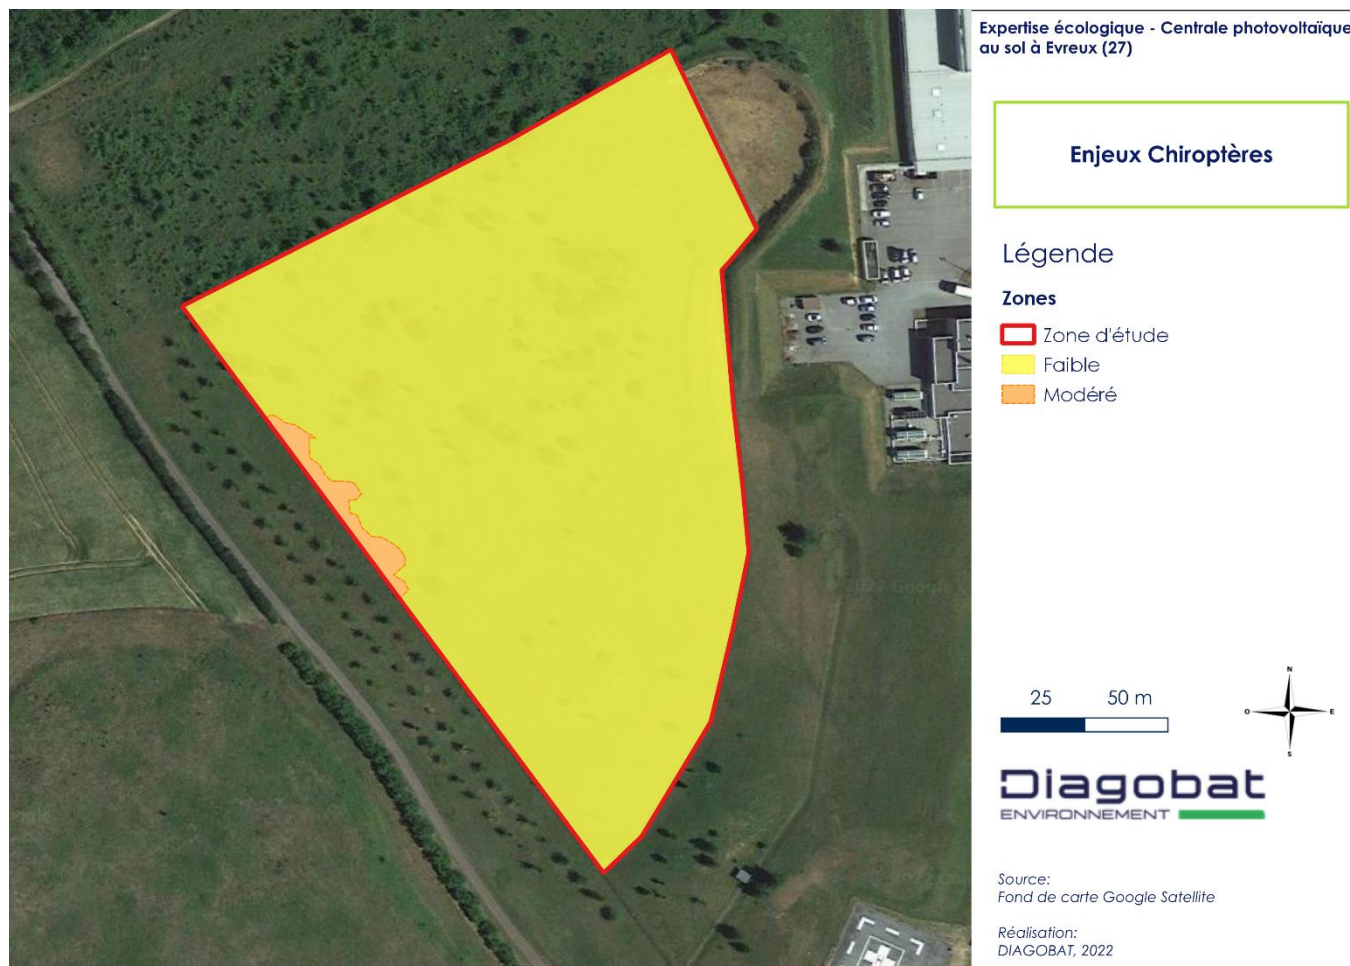 Expertise écologique - Centrale photovoltaïque
au sol à Evreux (27)
Enjeux Chiroptères
Légende
Zones
Zone d'étude
Faible
Modéré
25 50 m
N
O E
S
Diagobat
ENVIRONNEMENT
Source:
Fond de carte Google Satellite
Réalisation:
DIAGOBAT, 2022